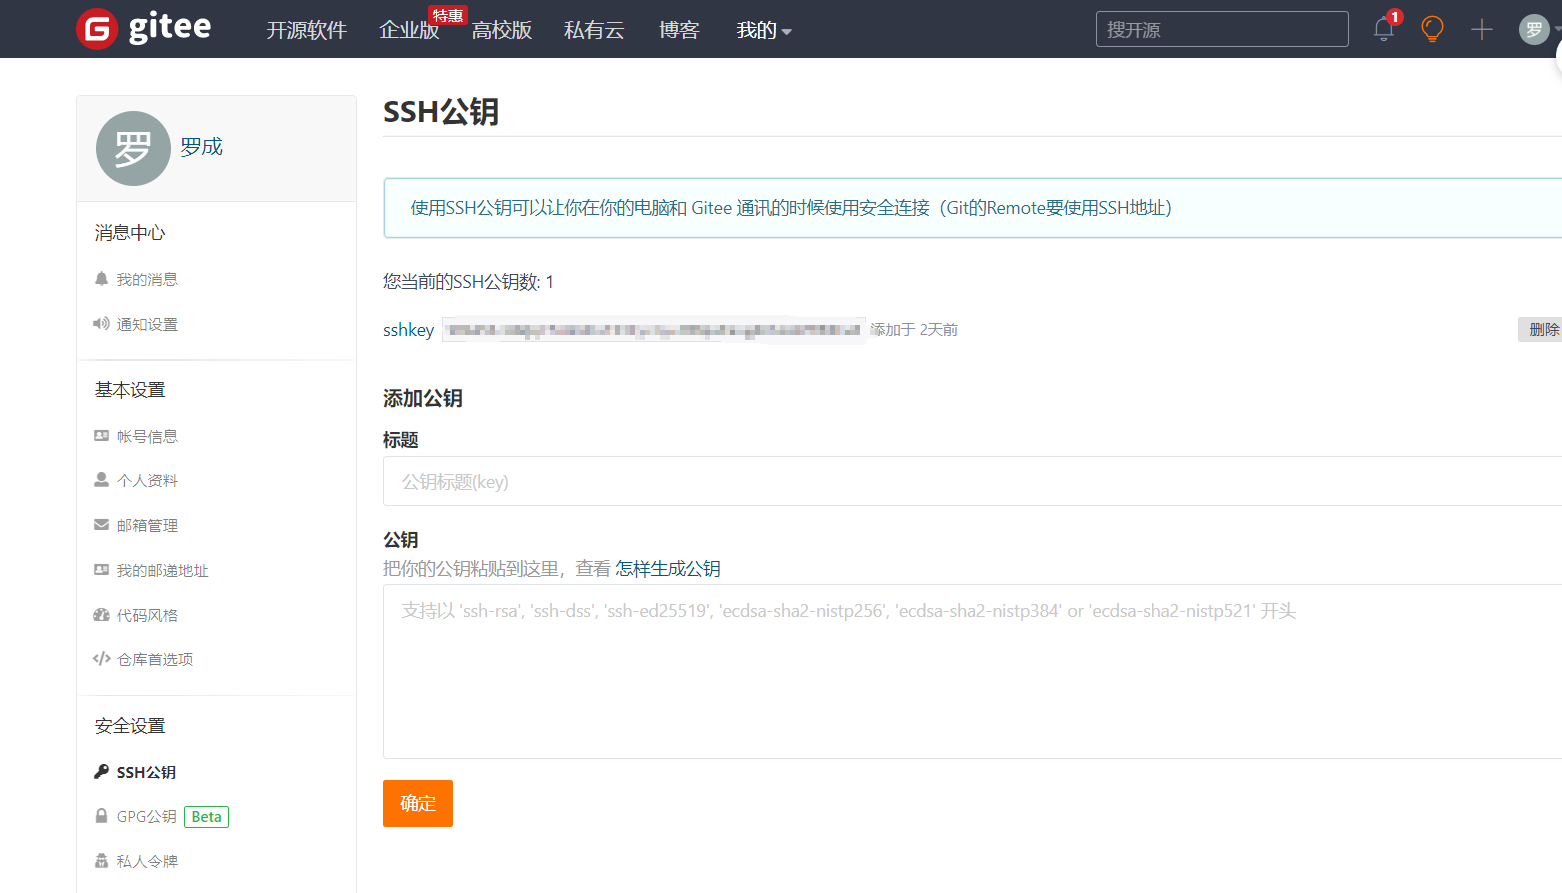 gitee 开源软件 企业版 特惠 高校版 私有云 博客 我的 搜开源 1 罗
罗 罗成
消息中心
我的消息
通知设置
基本设置
帐号信息
个人资料
邮箱管理
我的邮递地址
代码风格
仓库首选项
安全设置
SSH公钥
GPG公钥 Beta
私人令牌
SSH公钥
使用SSH公钥可以让你在你的电脑和 Gitee 通讯的时候使用安全连接（Git的Remote要使用SSH地址）
您当前的SSH公钥数: 1
sshkey 添加于 2天前 删除
添加公钥
标题
公钥标题(key)
公钥
把你的公钥粘贴到这里，查看 怎样生成公钥
支持以 'ssh-rsa', 'ssh-dss', 'ssh-ed25519', 'ecdsa-sha2-nistp256', 'ecdsa-sha2-nistp384' or 'ecdsa-sha2-nistp521' 开头
确定